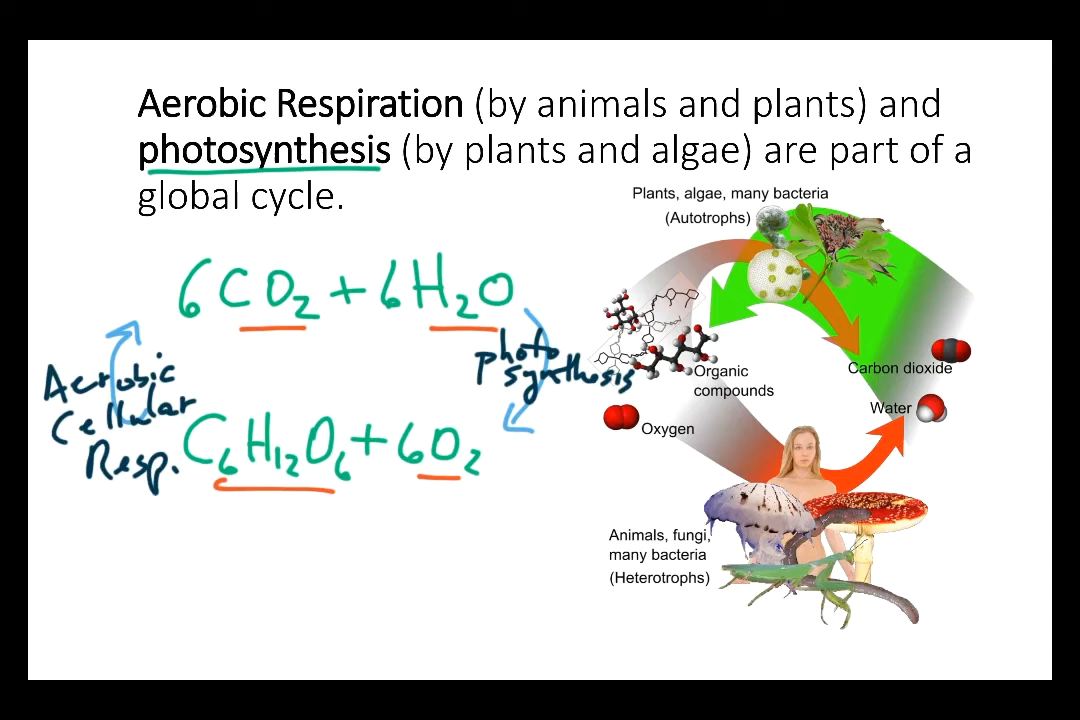 Aerobic Respiration (by animals and plants) and
photosynthesis (by plants and algae) are part of a
global cycle.
Plants, algae, many bacteria
(Autotrophs)
6CO₂ + 6H₂O
Photo
synthesis
Aerobic
Cellular
Resp.
C₆H₁₂O₆ + 6O₂
Organic
compounds
Oxygen
Carbon dioxide
Water
Animals, fungi,
many bacteria
(Heterotrophs)